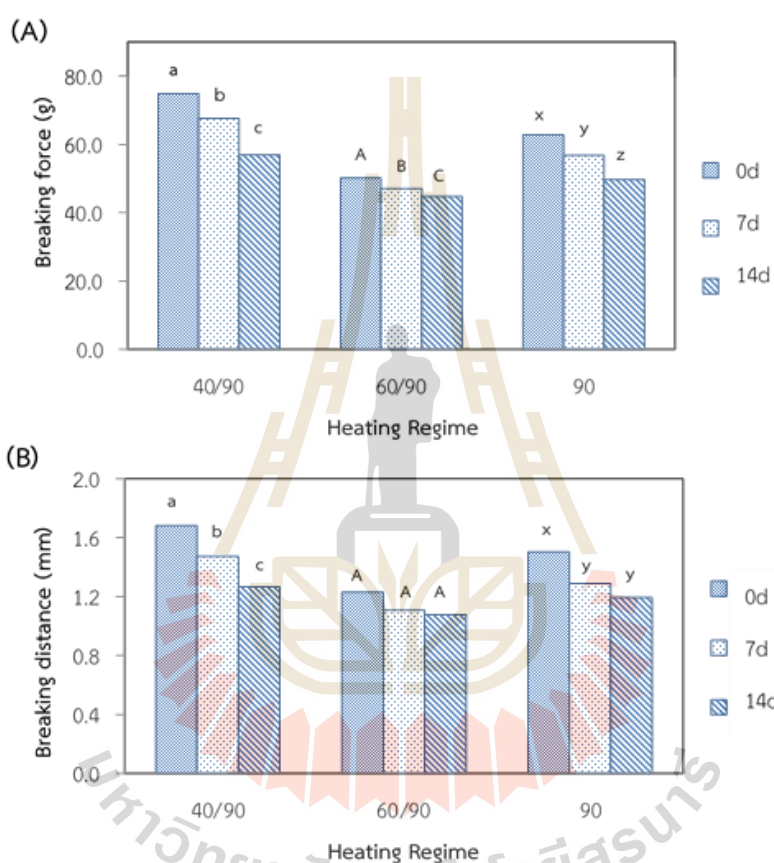 (A)
Breaking force (g)
80.0
60.0
40.0
20.0
0.0
a b c A B C x y z
40/90 60/90 90
Heating Regime
0d
7d
14d
(B)
Breaking distance (mm)
2.0
1.6
1.2
0.8
0.4
0.0
a b c A A A x y y
40/90 60/90 90
Heating Regime
0d
7d
14d